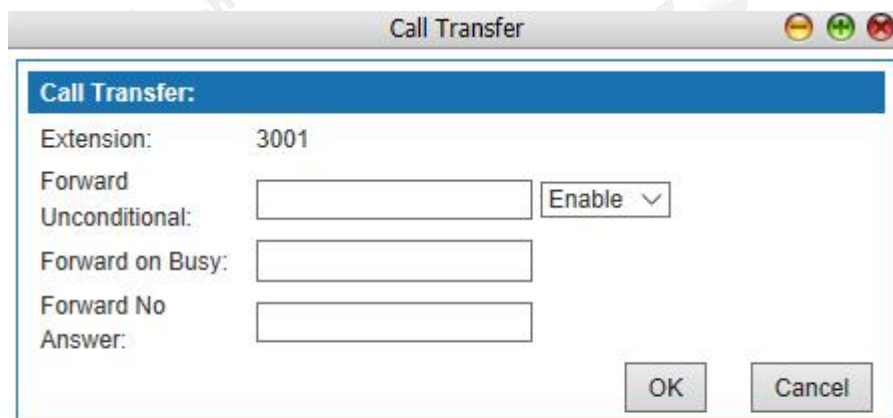 Call Transfer
Call Transfer:
Extension: 3001
Forward
Unconditional:
Enable
Forward on Busy:
Forward No
Answer:
OK Cancel